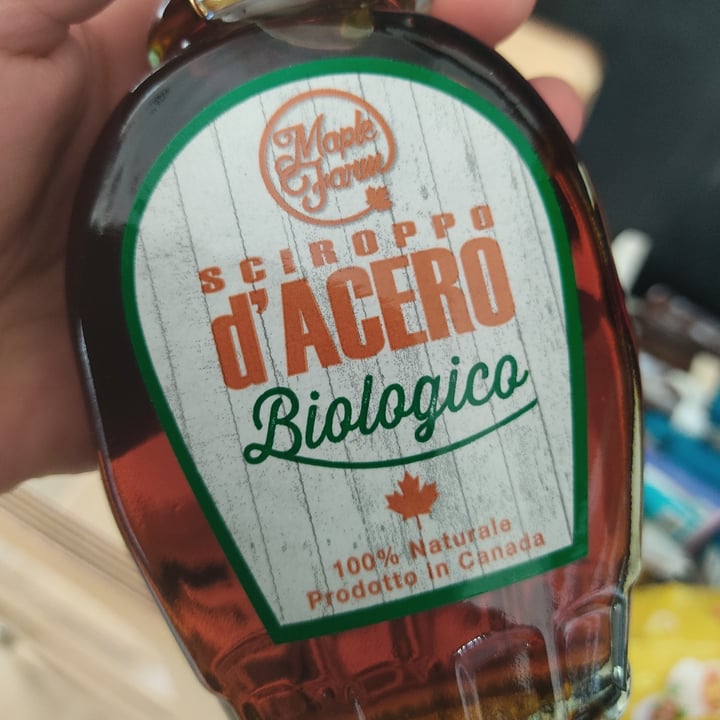 Maple
Farm
SCIROPPO
d'ACERO
Biologico
100% Naturale
Prodotto in Canada